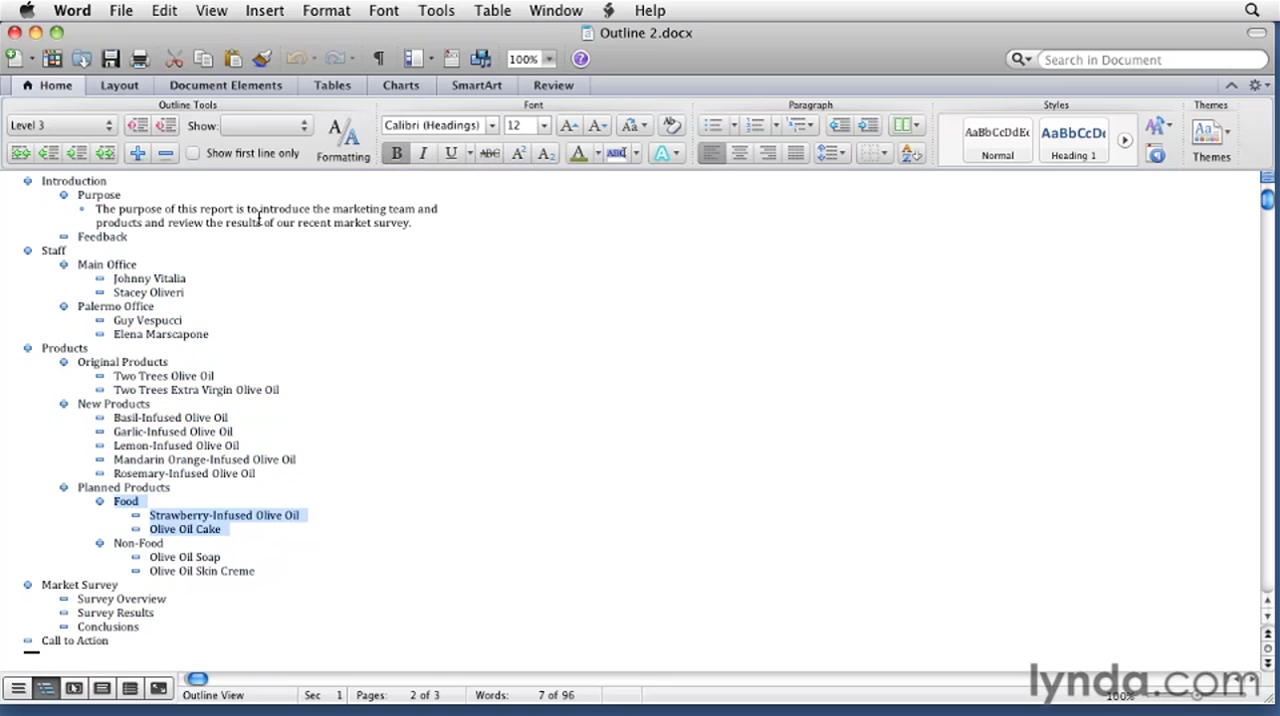 Word File Edit View Insert Format Font Tools Table Window Help
Outline 2.docx
100% Search in Document
Home Layout Document Elements Tables Charts SmartArt Review
Outline Tools Font Paragraph Styles Themes
Level 3 Show: Calibri (Headings) 12 Aa AaBbCcDdEe AaBbCcDc Aa
Show first line only Formatting B I U ABC A² A₂ A ABC A Normal Heading 1 Themes
Introduction
Purpose
The purpose of this report is to introduce the marketing team and
products and review the results of our recent market survey.
Feedback
Staff
Main Office
Johnny Vitalia
Stacey Oliveri
Palermo Office
Guy Vespucci
Elena Marscapone
Products
Original Products
Two Trees Olive Oil
Two Trees Extra Virgin Olive Oil
New Products
Basil-Infused Olive Oil
Garlic-Infused Olive Oil
Lemon-Infused Olive Oil
Mandarin Orange-Infused Olive Oil
Rosemary-Infused Olive Oil
Planned Products
Food
Strawberry-Infused Olive Oil
Olive Oil Cake
Non-Food
Olive Oil Soap
Olive Oil Skin Creme
Market Survey
Survey Overview
Survey Results
Conclusions
Call to Action
Outline View Sec 1 Pages: 2 of 3 Words: 7 of 96 100%
lynda.com